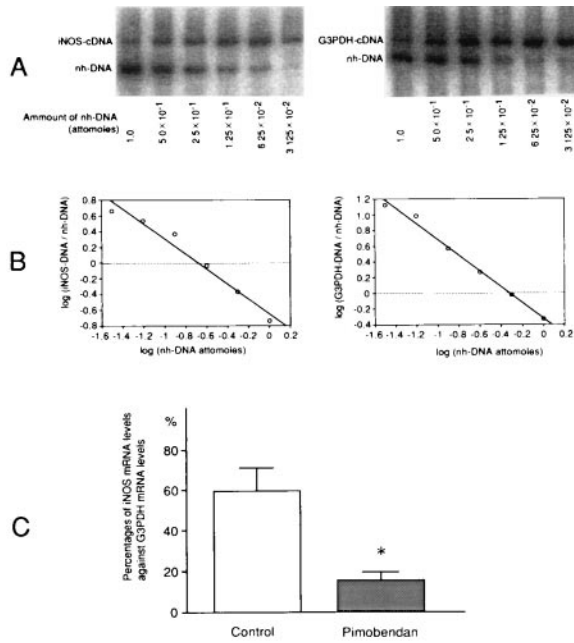 A
iNOS-cDNA
nh-DNA
G3PDH-cDNA
nh-DNA
Ammount of nh-DNA
(attomoles)
1.0
5.0 × 10⁻¹
2.5 × 10⁻¹
1.25 × 10⁻¹
6.25 × 10⁻²
3.125 × 10⁻²
1.0
5.0 × 10⁻¹
2.5 × 10⁻¹
1.25 × 10⁻¹
6.25 × 10⁻²
3.125 × 10⁻²
B
log (iNOS-DNA / nh-DNA)
0.8
0.6
0.4
0.2
0
-0.2
-0.4
-0.6
-0.8
-1.6 -1.4 -1.2 -1 -0.8 -0.6 -0.4 -0.2 0 0.2
log (nh-DNA attomoles)
log (G3PDH-DNA / nh-DNA)
1.2
1.0
0.8
0.6
0.4
0.2
0
-0.2
-0.4
-1.6 -1.4 -1.2 -1 -0.8 -0.6 -0.4 -0.2 0 0.2
log (nh-DNA attomoles)
C
Percentages of iNOS mRNA levels
against G3PDH mRNA levels
%
80
60
40
20
0
*
Control
Pimobendan